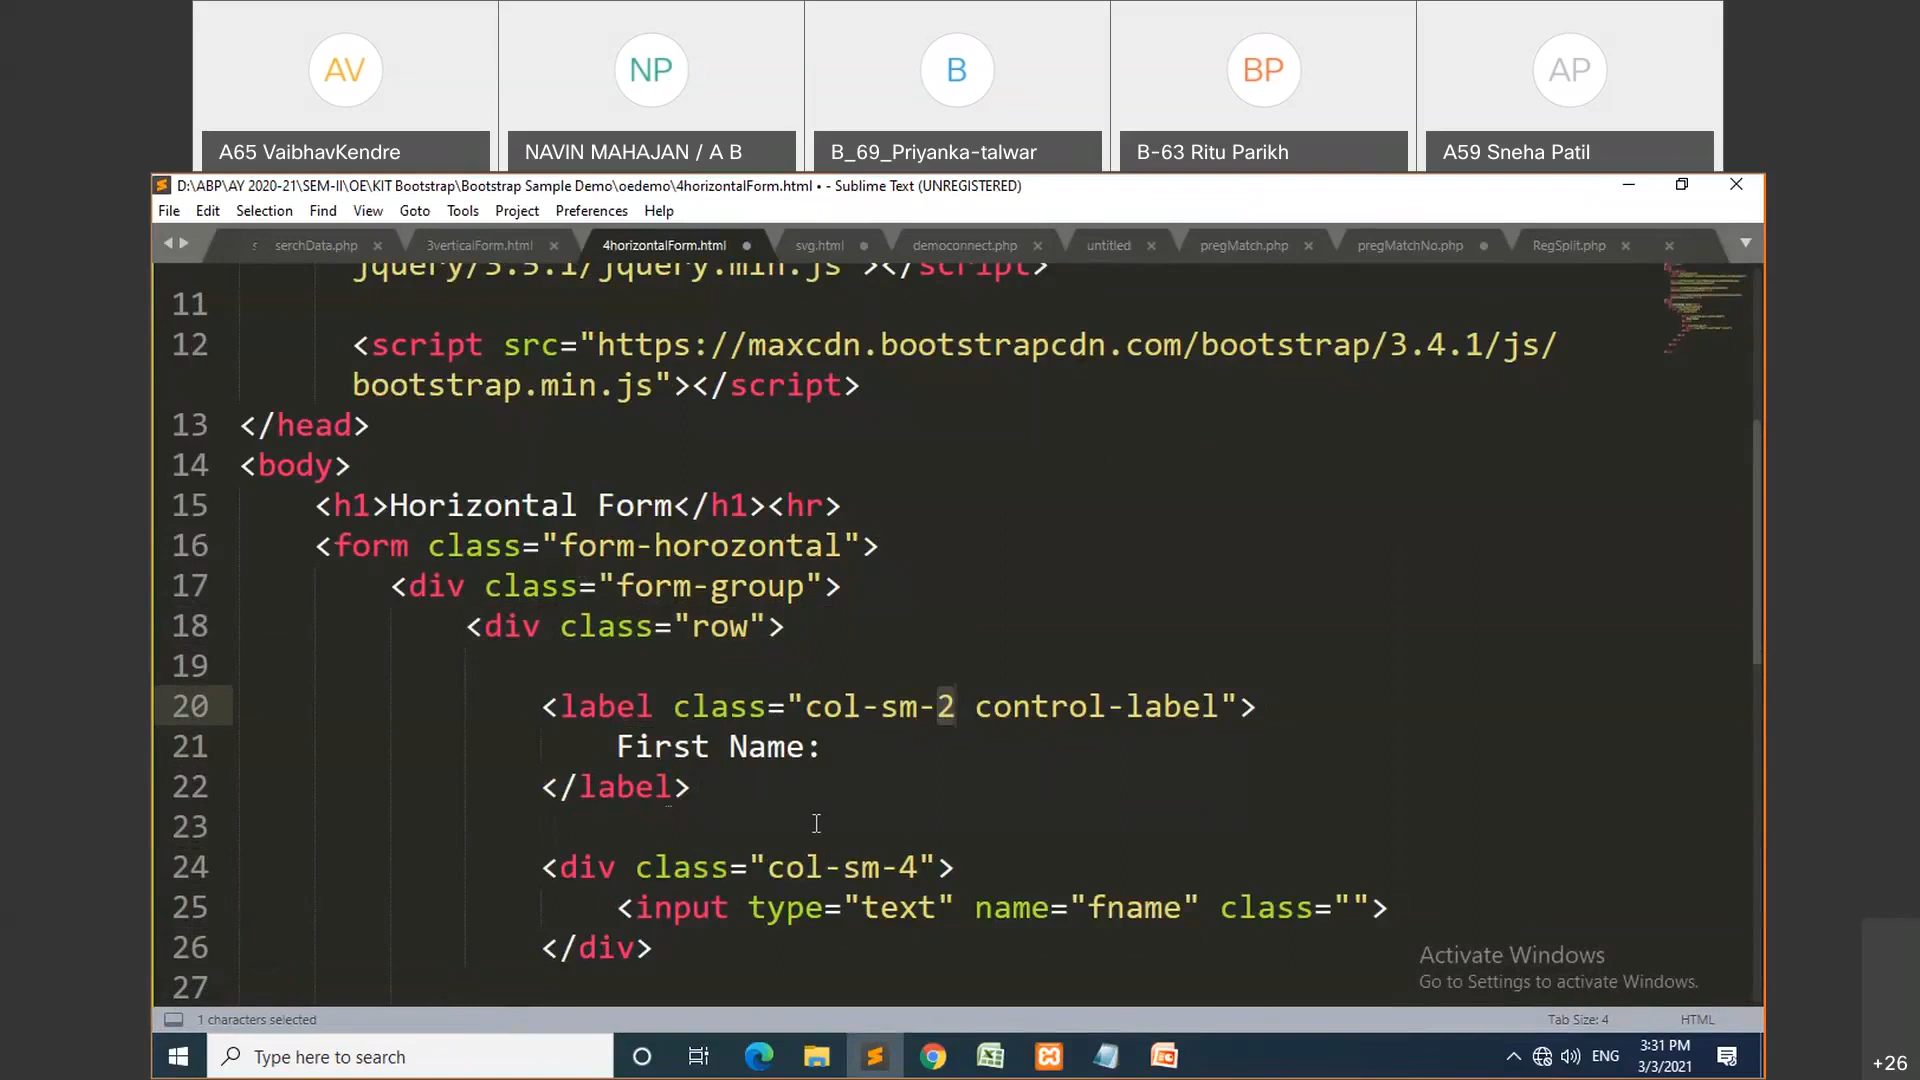 AV
NP
B
BP
AP
A65 VaibhavKendre
NAVIN MAHAJAN / A B
B_69_Priyanka-talwar
B-63 Ritu Parikh
A59 Sneha Patil
D:\ABP\AY 2020-21\SEM-II\OE\KIT Bootstrap\Bootstrap Sample Demo\oedemo\4horizontalForm.html • - Sublime Text (UNREGISTERED)
File Edit Selection Find View Goto Tools Project Preferences Help
s serchData.php 3verticalForm.html 4horizontalForm.html svg.html democonnect.php untitled pregMatch.php pregMatchNo.php RegSplit.php
jquery/3.5.1/jquery.min.js"></script>
11
12 <script src="https://maxcdn.bootstrapcdn.com/bootstrap/3.4.1/js/
bootstrap.min.js"></script>
13 </head>
14 <body>
15 <h1>Horizontal Form</h1><hr>
16 <form class="form-horozontal">
17 <div class="form-group">
18 <div class="row">
19
20 <label class="col-sm-2 control-label">
21 First Name:
22 </label>
23
24 <div class="col-sm-4">
25 <input type="text" name="fname" class="">
26 </div>
27
Activate Windows
Go to Settings to activate Windows.
1 characters selected
Tab Size: 4
HTML
Type here to search
ENG
3:31 PM
3/3/2021
+26